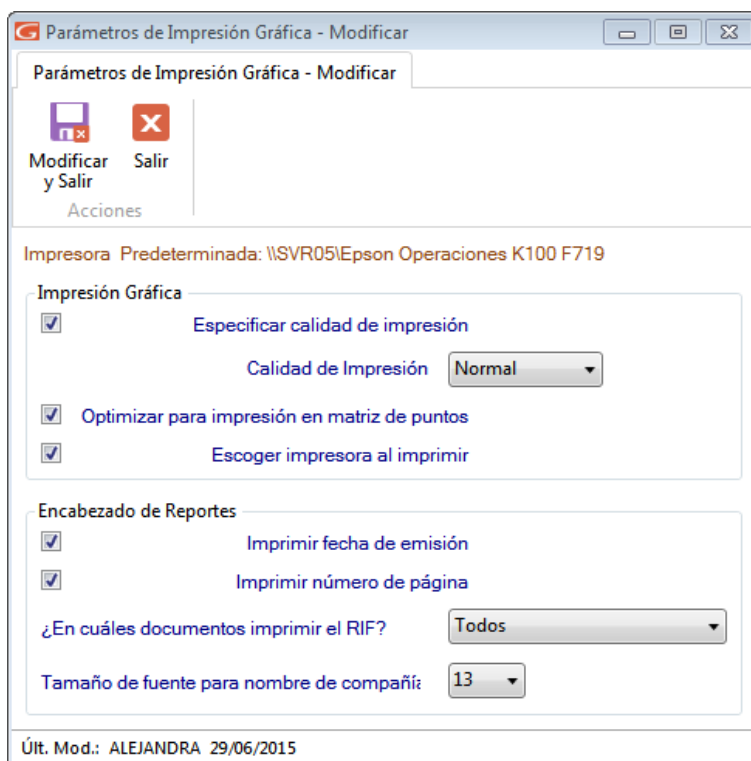 Parámetros de Impresión Gráfica - Modificar
Parámetros de Impresión Gráfica - Modificar
Modificar y Salir
Salir
Acciones
Impresora Predeterminada: \\SVR05\Epson Operaciones K100 F719
Impresión Gráfica
Especificar calidad de impresión
Calidad de Impresión Normal
Optimizar para impresión en matriz de puntos
Escoger impresora al imprimir
Encabezado de Reportes
Imprimir fecha de emisión
Imprimir número de página
¿En cuáles documentos imprimir el RIF? Todos
Tamaño de fuente para nombre de compañía 13
Últ. Mod.: ALEJANDRA 29/06/2015